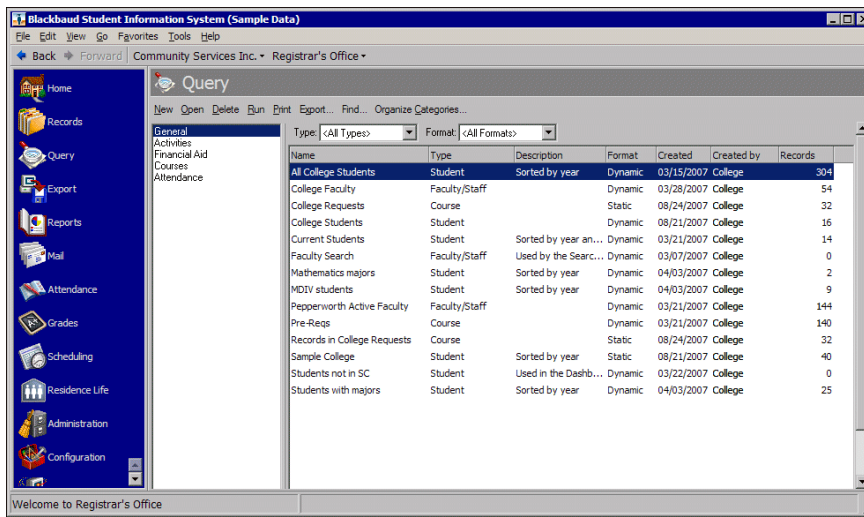 Blackbaud Student Information System (Sample Data)
File Edit View Go Favorites Tools Help
Back Forward Community Services Inc. Registrar's Office
Home
Records
Query
Export
Reports
Mail
Attendance
Grades
Scheduling
Residence Life
Administration
Configuration
Query
New Open Delete Run Print Export... Find... Organize Categories...
General
Activities
Financial Aid
Courses
Attendance
Type: <All Types> Format: <All Formats>
Name Type Description Format Created Created by Records
All College Students Student Sorted by year Dynamic 03/15/2007 College 304
College Faculty Faculty/Staff Dynamic 03/28/2007 College 54
College Requests Course Static 08/24/2007 College 32
College Students Student Dynamic 08/21/2007 College 16
Current Students Student Sorted by year an... Dynamic 03/21/2007 College 14
Faculty Search Faculty/Staff Used by the Searc... Dynamic 03/07/2007 College 0
Mathematics majors Student Sorted by year Dynamic 04/03/2007 College 2
MDIV students Student Sorted by year Dynamic 04/03/2007 College 9
Pepperworth Active Faculty Faculty/Staff Dynamic 03/21/2007 College 144
Pre-Reqs Course Dynamic 03/21/2007 College 140
Records in College Requests Course Static 08/24/2007 College 32
Sample College Student Sorted by year Static 08/21/2007 College 40
Students not in SC Student Used in the Dashb... Dynamic 03/22/2007 College 0
Students with majors Student Sorted by year Dynamic 04/03/2007 College 25
Welcome to Registrar's Office